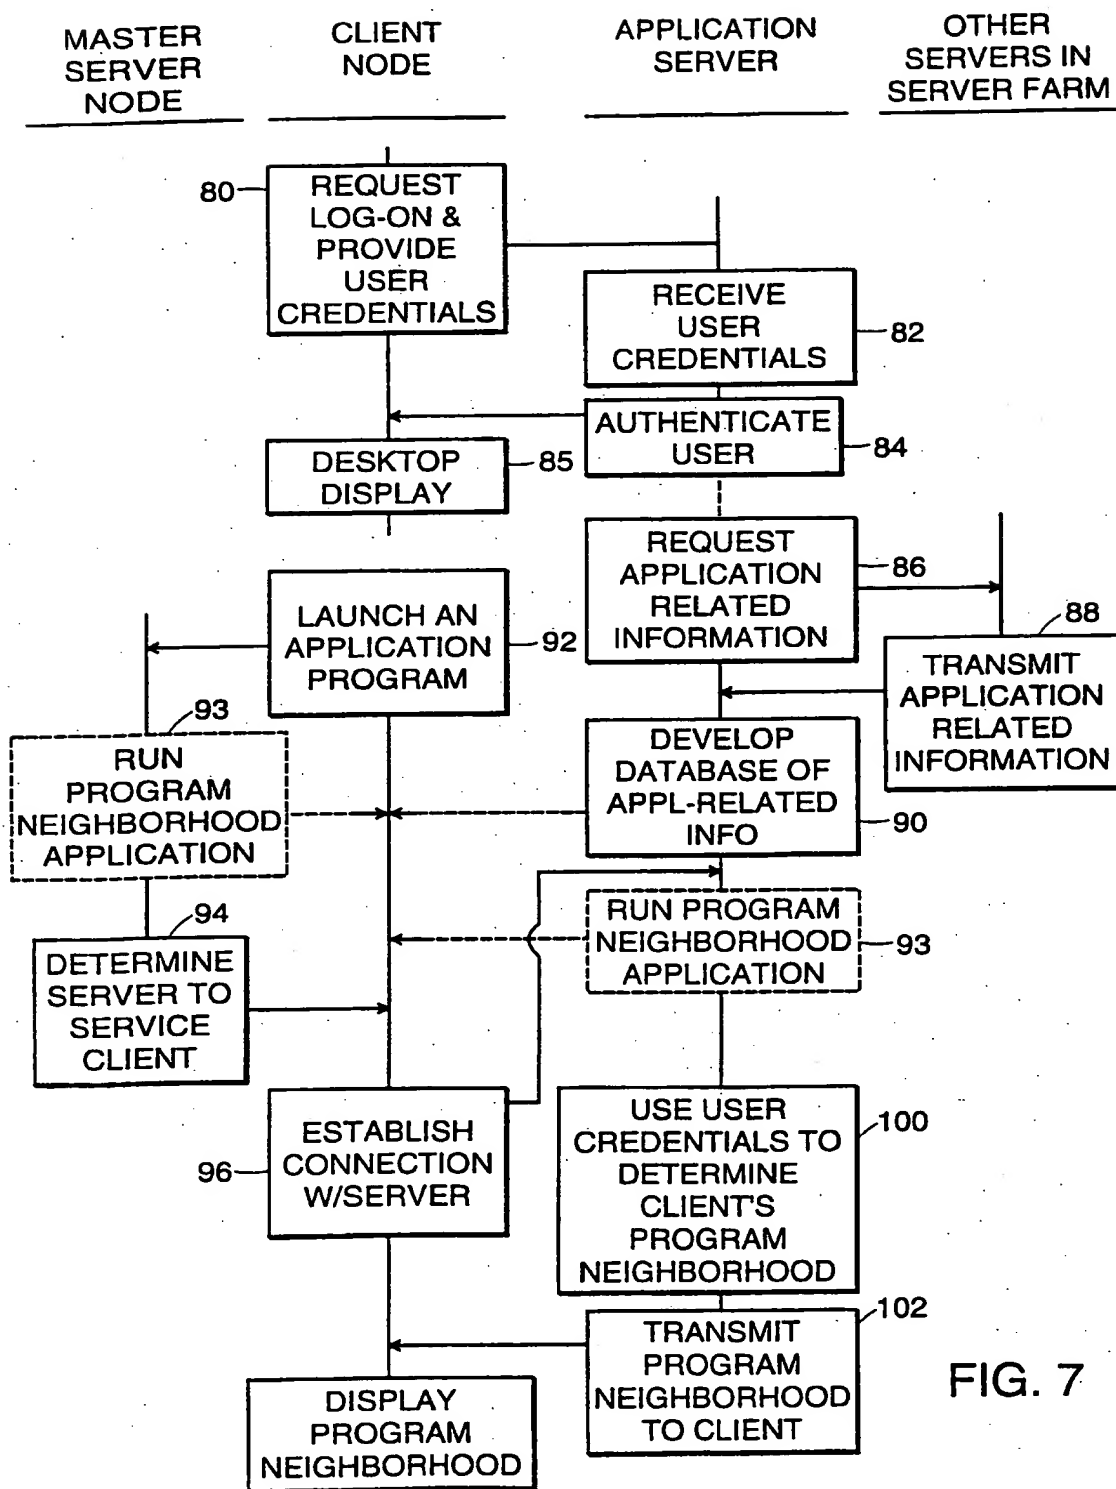 MASTER
SERVER
NODE
CLIENT
NODE
APPLICATION
SERVER
OTHER
SERVERS IN
SERVER FARM
80
REQUEST
LOG-ON &
PROVIDE
USER
CREDENTIALS
RECEIVE
USER
CREDENTIALS
82
AUTHENTICATE
USER
84
DESKTOP
DISPLAY
85
REQUEST
APPLICATION
RELATED
INFORMATION
86
88
TRANSMIT
APPLICATION
RELATED
INFORMATION
LAUNCH AN
APPLICATION
PROGRAM
92
93
RUN
PROGRAM
NEIGHBORHOOD
APPLICATION
DEVELOP
DATABASE OF
APPL-RELATED
INFO
90
RUN PROGRAM
NEIGHBORHOOD
APPLICATION
93
94
DETERMINE
SERVER TO
SERVICE
CLIENT
96
ESTABLISH
CONNECTION
W/SERVER
USE USER
CREDENTIALS TO
DETERMINE
CLIENT'S
PROGRAM
NEIGHBORHOOD
100
TRANSMIT
PROGRAM
NEIGHBORHOOD
TO CLIENT
102
DISPLAY
PROGRAM
NEIGHBORHOOD
FIG. 7